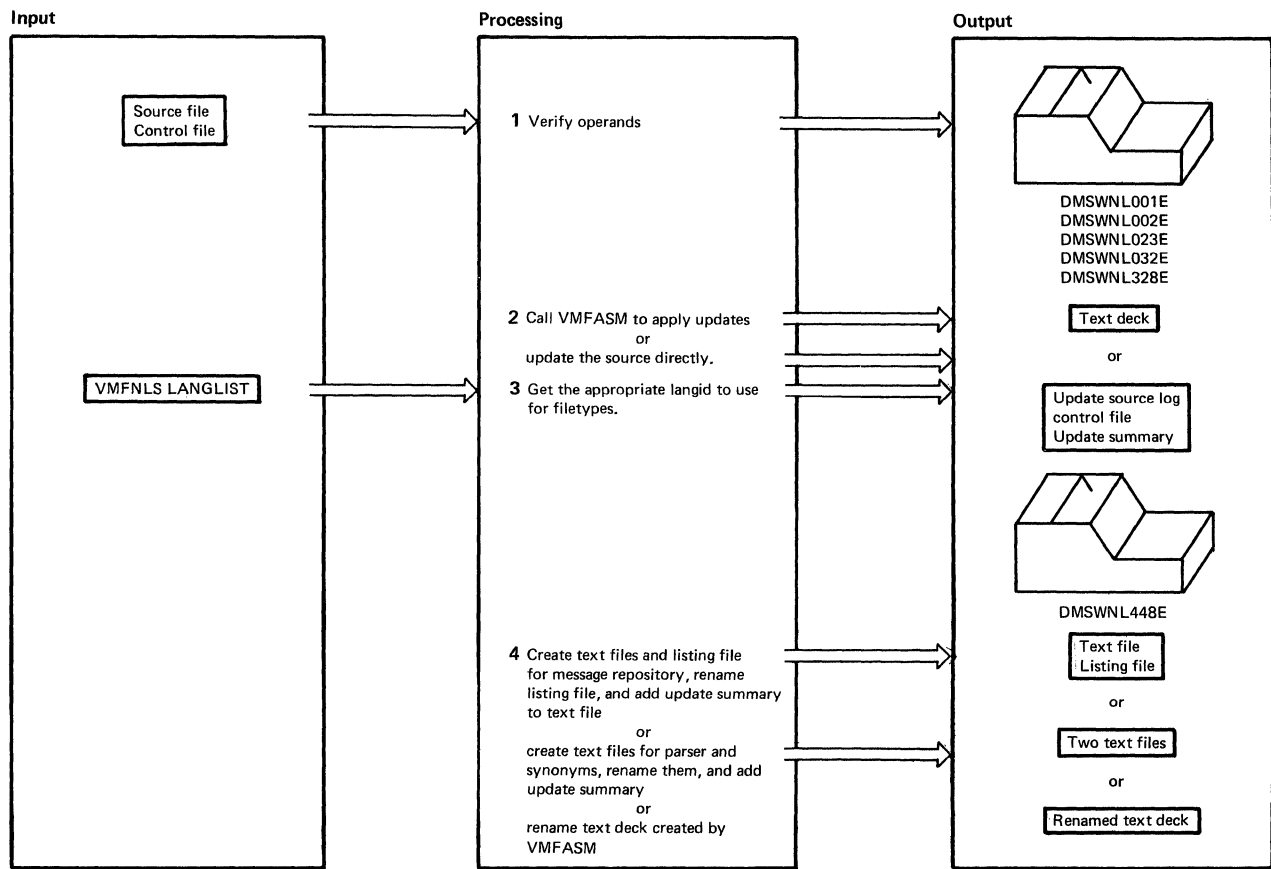 Input
Processing
Output
Source file
Control file
1 Verify operands
DMSWNL001E
DMSWNL002E
DMSWNL023E
DMSWNL032E
DMSWNL328E
2 Call VMFASM to apply updates
or
update the source directly.
Text deck
or
VMFNLS LANGLIST
3 Get the appropriate langid to use
for filetypes.
Update source log
control file
Update summary
DMSWNL448E
4 Create text files and listing file
for message repository, rename
listing file, and add update summary
to text file
or
create text files for parser and
synonyms, rename them, and add
update summary
or
rename text deck created by
VMFASM
Text file
Listing file
or
Two text files
or
Renamed text deck